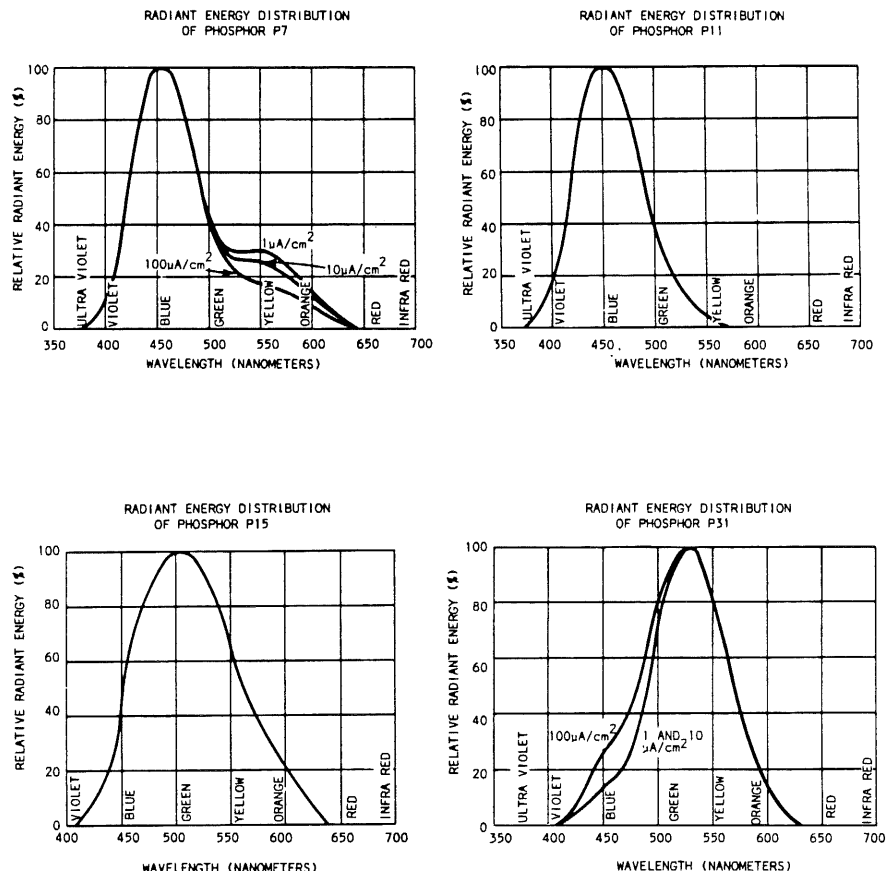 RADIANT ENERGY DISTRIBUTION
OF PHOSPHOR P7
RELATIVE RADIANT ENERGY (%)
100
80
60
40
20
0
1µA/cm2
100µA/cm2
10µA/cm2
ULTRA VIOLET
VIOLET
BLUE
GREEN
YELLOW
ORANGE
RED
INFRA RED
350 400 450 500 550 600 650 700
WAVELENGTH (NANOMETERS)
RADIANT ENERGY DISTRIBUTION
OF PHOSPHOR P11
RELATIVE RADIANT ENERGY (%)
100
80
60
40
20
0
ULTRA VIOLET
VIOLET
BLUE
GREEN
YELLOW
ORANGE
RED
INFRA RED
350 400 450 500 550 600 650 700
WAVELENGTH (NANOMETERS)
RADIANT ENERGY DISTRIBUTION
OF PHOSPHOR P15
RELATIVE RADIANT ENERGY (%)
100
80
60
40
20
0
VIOLET
BLUE
GREEN
YELLOW
ORANGE
RED
INFRA RED
400 450 500 550 600 650 700
WAVELENGTH (NANOMETERS)
RADIANT ENERGY DISTRIBUTION
OF PHOSPHOR P31
RELATIVE RADIANT ENERGY (%)
100
80
60
40
20
0
100µA/cm2
1 AND 10
µA/cm2
ULTRA VIOLET
VIOLET
BLUE
GREEN
YELLOW
ORANGE
RED
INFRA RED
350 400 450 500 550 600 650 700
WAVELENGTH (NANOMETERS)